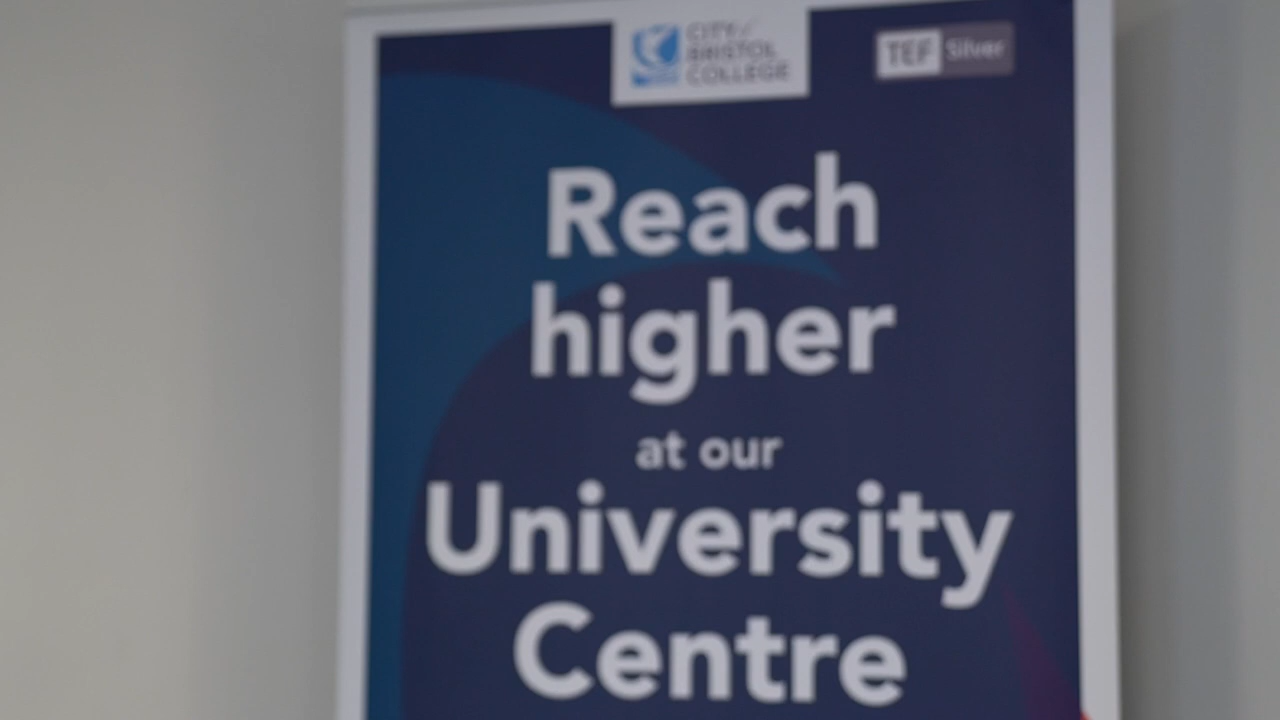 CITY of
BRISTOL
COLLEGE
TEF Silver
Reach
higher
at our
University
Centre